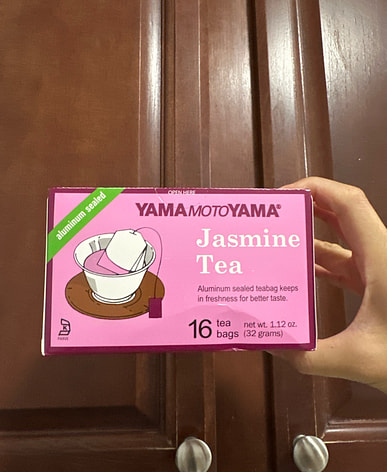 OPEN HERE
aluminum sealed
YAMAMOTOYAMA®
Jasmine
Tea
Aluminum sealed teabag keeps
in freshness for better taste.
16 tea bags net wt. 1.12 oz. (32 grams)